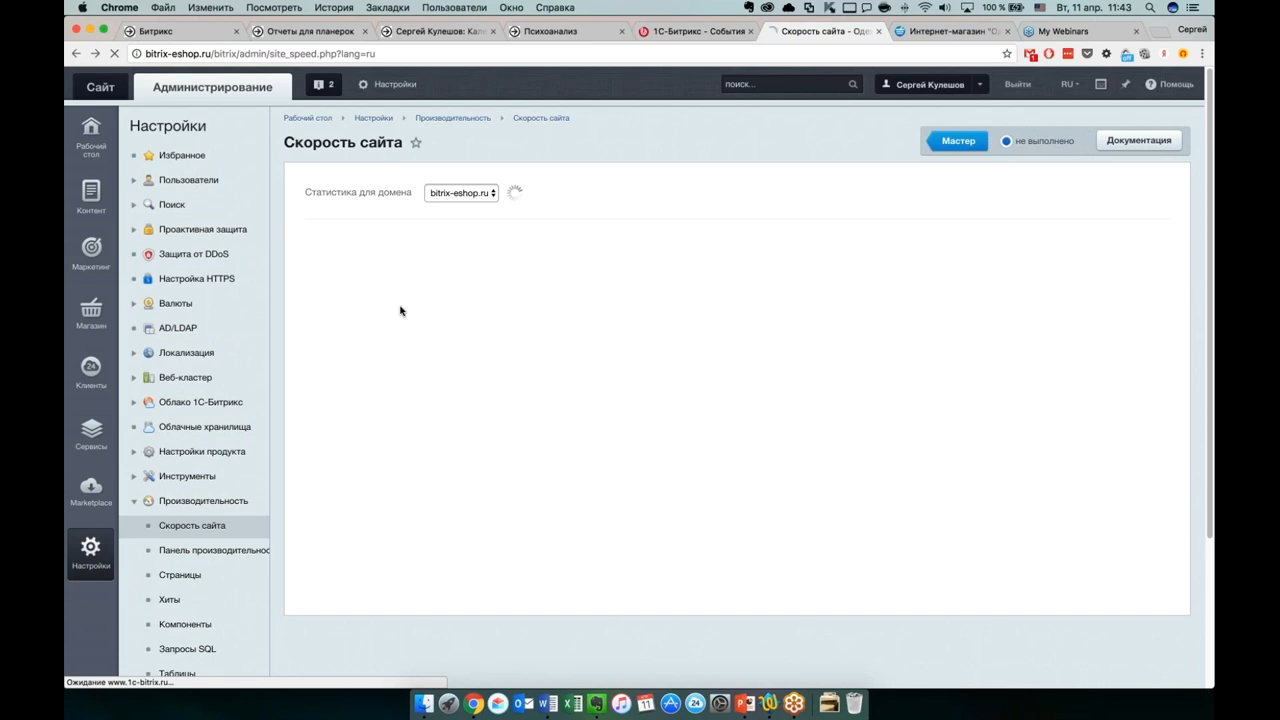 Chrome Файл Изменить Посмотреть История Закладки Пользователи Окно Справка 100 % Вт, 11 апр. 11:43
Битрикс × Отчеты для планерок × Сергей Кулешов: Кале × Психоанализ × 1С-Битрикс - События × Скорость сайта - Оде × Интернет-магазин "О × My Webinars × Сергей
bitrix-eshop.ru/bitrix/admin/site_speed.php?lang=ru
Сайт Администрирование 2 Настройки поиск... Сергей Кулешов Выйти RU Помощь
Рабочий стол Настройки Производительность Скорость сайта
Скорость сайта
Мастер не выполнено Документация
Статистика для домена bitrix-eshop.ru
Рабочий
стол
Контент
Маркетинг
Магазин
24
Клиенты
Сервисы
Marketplace
Настройки
Настройки
Избранное
Пользователи
Поиск
Проактивная защита
Защита от DDoS
Настройка HTTPS
Валюты
AD/LDAP
Локализация
Веб-кластер
Облако 1С-Битрикс
Облачные хранилища
Настройки продукта
Инструменты
Производительность
Скорость сайта
Панель производительнос
Страницы
Хиты
Компоненты
Запросы SQL
Таблицы
Ожидание www.1c-bitrix.ru...